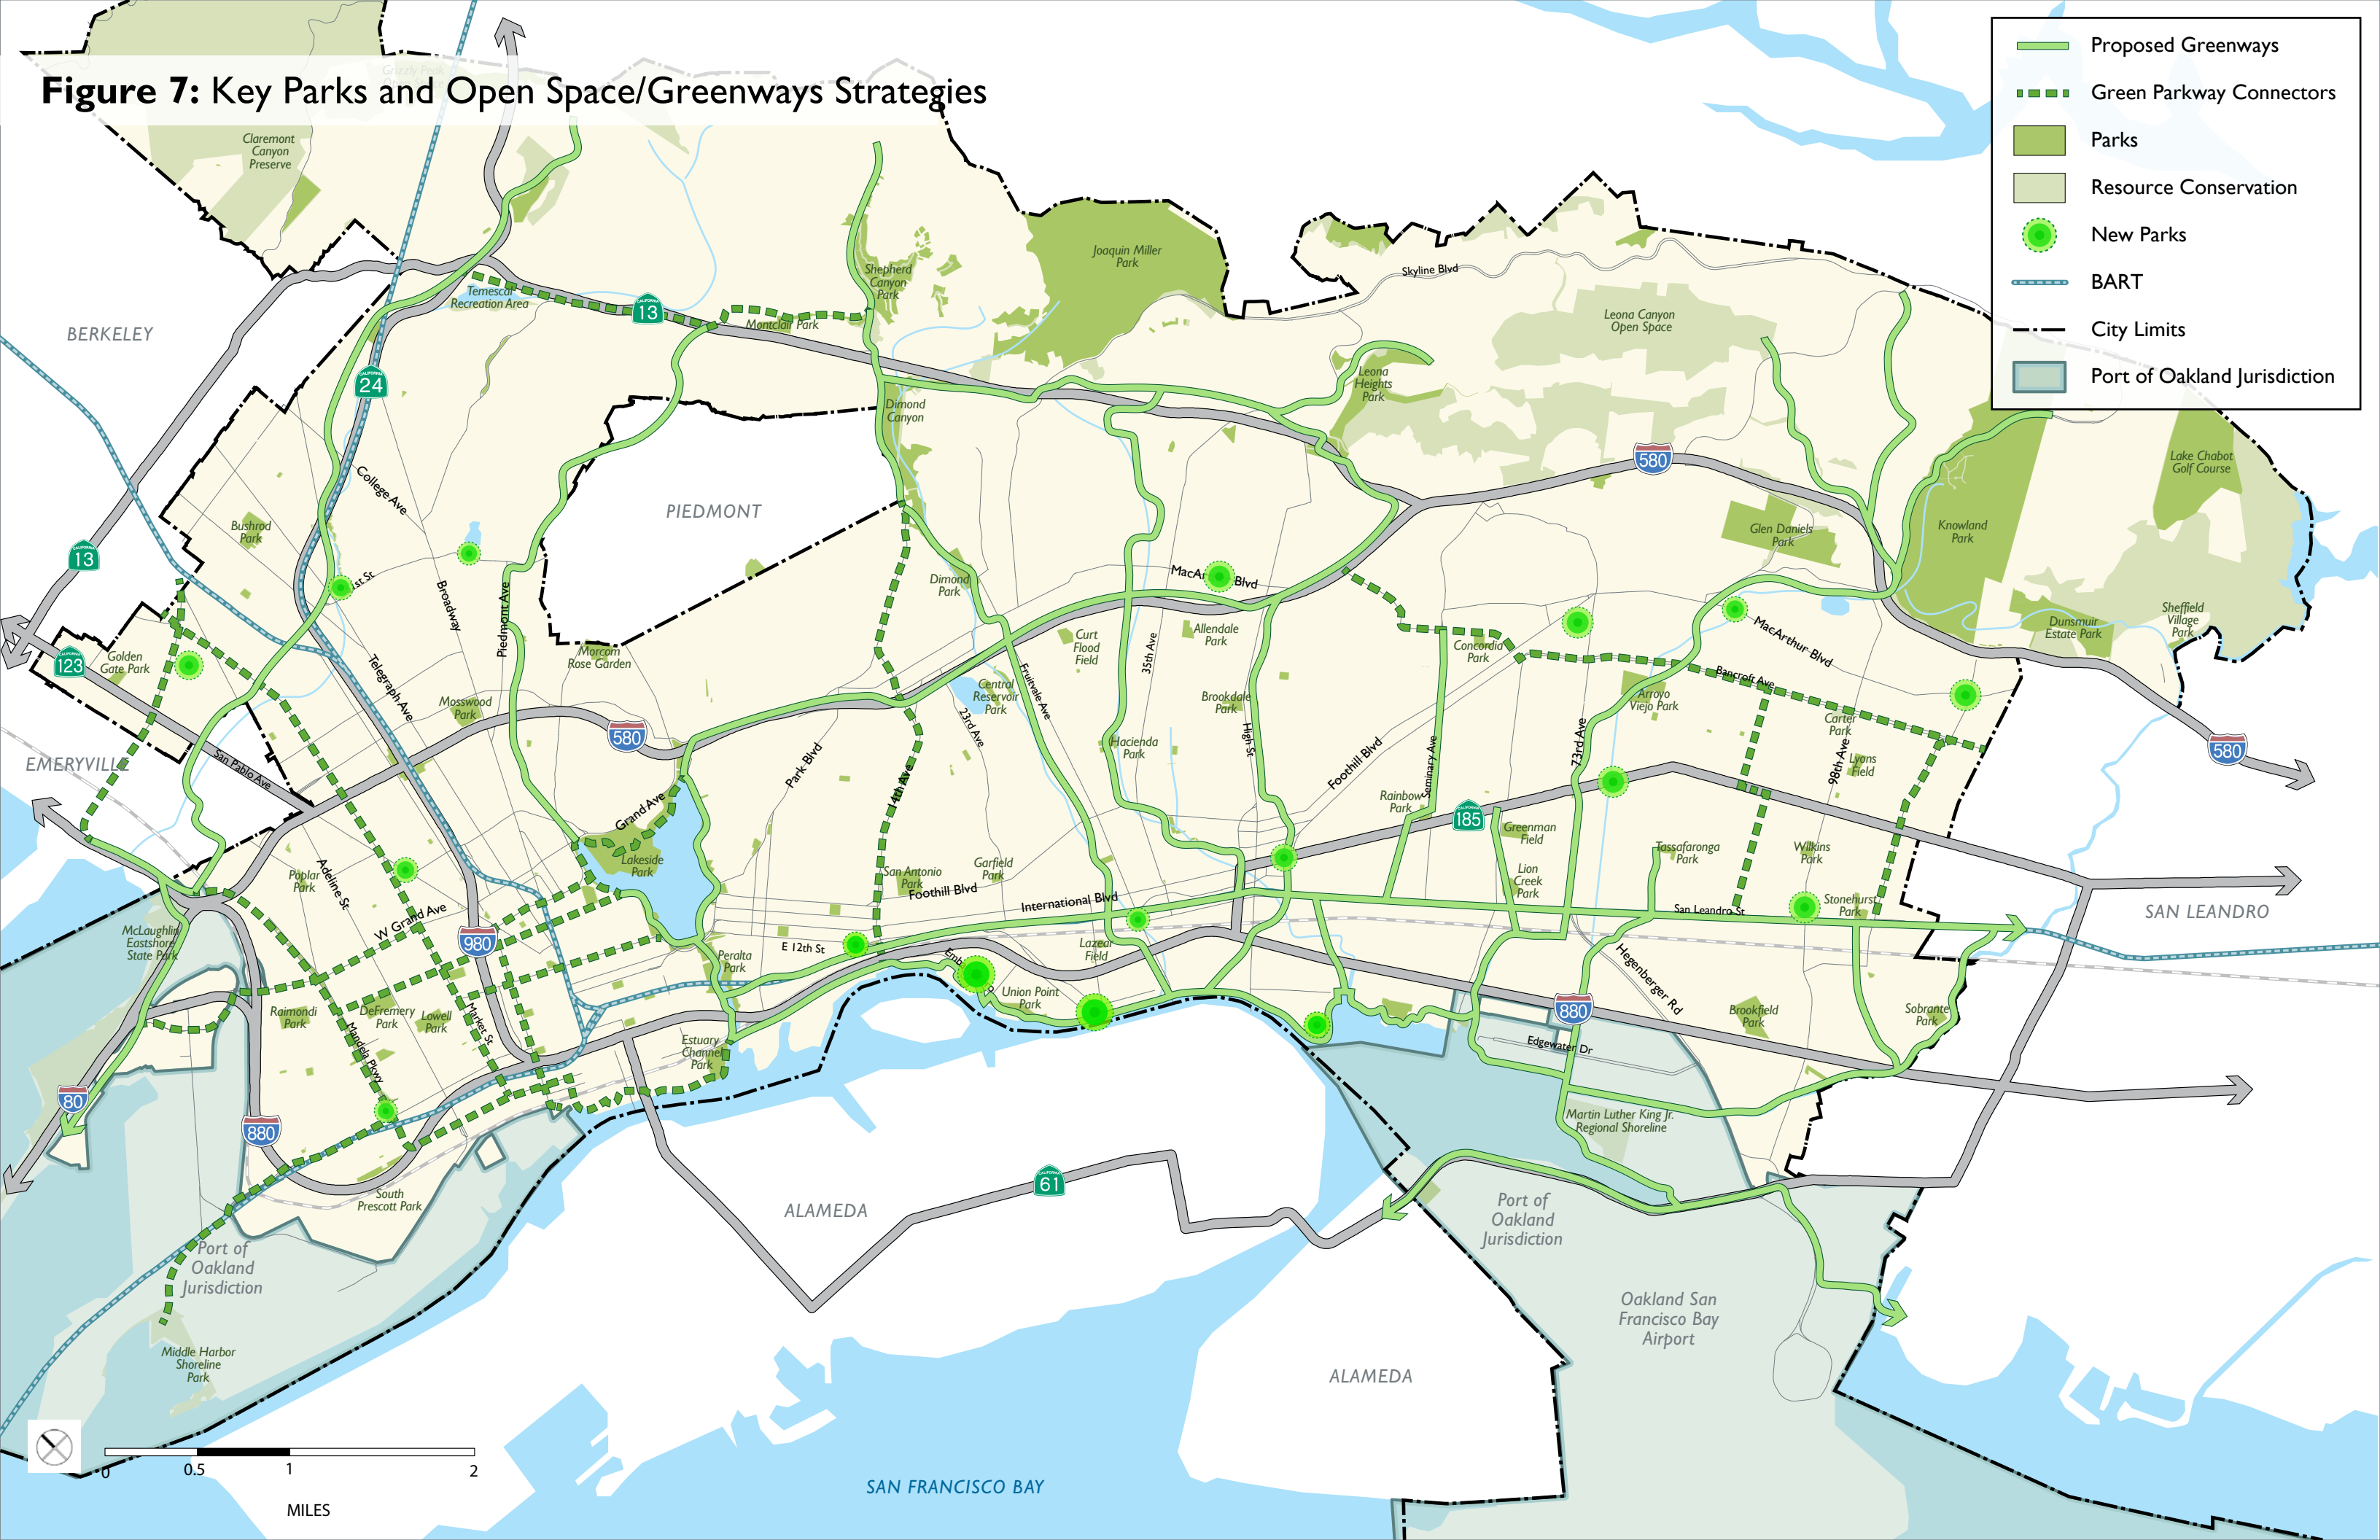 Figure 7: Key Parks and Open Space/Greenways Strategies
Proposed Greenways
Green Parkway Connectors
Parks
Resource Conservation
New Parks
BART
City Limits
Port of Oakland Jurisdiction
Grizzly Peak
Claremont
Canyon
Preserve
BERKELEY
Temescal
Recreation Area
13
Montclair Park
Shepherd
Canyon
Park
Joaquin Miller
Park
Skyline Blvd
Leona Canyon
Open Space
24
Dimond
Canyon
Leona
Heights
Park
580
Lake Chabot
Golf Course
College Ave
PIEDMONT
Bushrod
Park
Glen Daniels
Park
Knowland
Park
13
1st St
Broadway
Piedmont Ave
Dimond
Park
MacAr
Blvd
Sheffield
Village
Park
Dunsmuir
Estate Park
123
Golden
Gate Park
Telegraph Ave
Morcom
Rose Garden
Curt
Flood
Field
35th Ave
Allendale
Park
Concordia
Park
MacArthur Blvd
Bancroft Ave
Mosswood
Park
Central
Reservoir
Park
Fruitvale Ave
23rd Ave
Brookdale
Park
High St
Arroyo
Viejo Park
73rd Ave
Carter
Park
98th Ave
Lyons
Field
580
580
EMERYVILLE
San Pablo Ave
Park Blvd
14th Ave
Hacienda
Park
Foothill Blvd
Seminary Ave
Rainbow
Park
185
Greenman
Field
Grand Ave
Lakeside
Park
Poplar
Park
Adeline St
San Antonio
Park
Garfield
Park
Foothill Blvd
International Blvd
Lion
Creek
Park
Tassafaronga
Park
Wilkins
Park
Stonehurst
Park
San Leandro St
SAN LEANDRO
W Grand Ave
980
McLaughlin
Eastshore
State Park
E 12th St
Peralta
Park
Emb
Lazear
Field
Union Point
Park
Hegenberger Rd
880
Raimondi
Park
DeFremery
Park
Lowell
Park
Market St
Mandela Pkwy
Estuary
Channel
Park
Edgewater Dr
Brookfield
Park
Sobrante
Park
80
880
Martin Luther King Jr.
Regional Shoreline
South
Prescott Park
61
ALAMEDA
Port of
Oakland
Jurisdiction
Port of
Oakland
Jurisdiction
Oakland San
Francisco Bay
Airport
Middle Harbor
Shoreline
Park
ALAMEDA
SAN FRANCISCO BAY
0 0.5 1 2
MILES